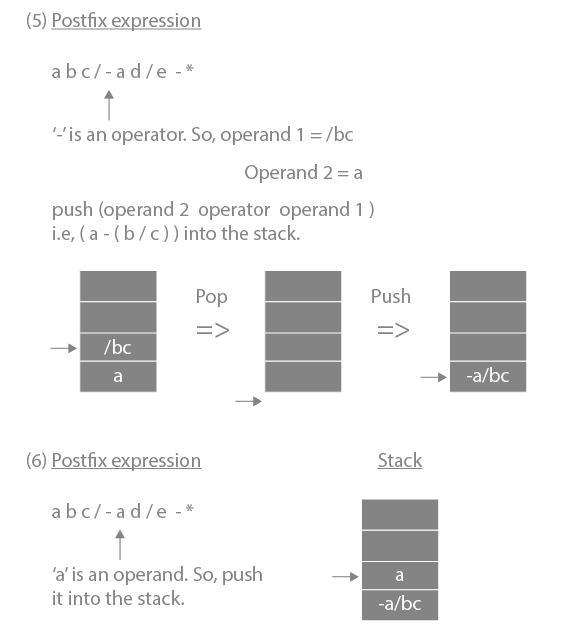 (5) Postfix expression
a b c / - a d / e - *
'-' is an operator. So, operand 1 = /bc
Operand 2 = a
push (operand 2 operator operand 1 )
i.e, ( a - ( b / c ) ) into the stack.
Pop
Push
=>
=>
/bc
a
-a/bc
(6) Postfix expression
Stack
a b c / - a d / e - *
'a' is an operand. So, push
it into the stack.
a
-a/bc